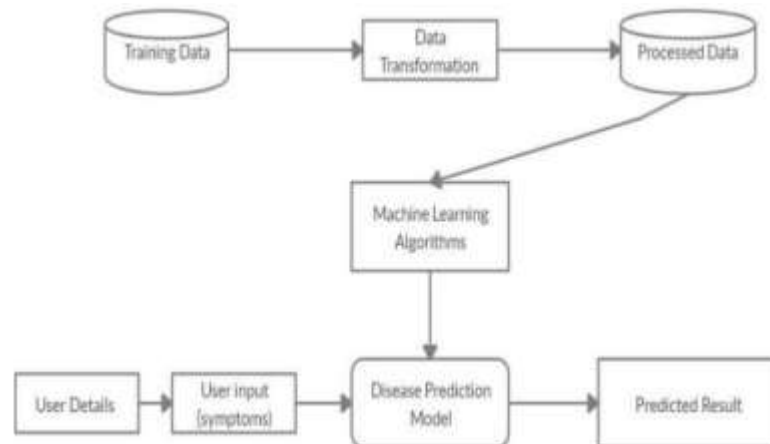 Training Data
Data
Transformation
Processed Data
Machine Learning
Algorithms
User Details
User input
(symptoms)
Disease Prediction
Model
Predicted Result